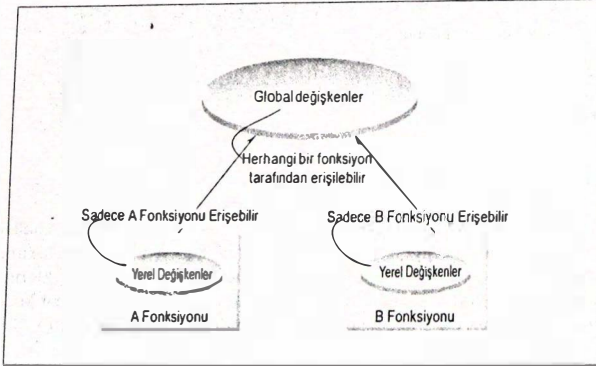 Global değişkenler
Herhangi bir fonksiyon
tarafından erişilebilir
Sadece A Fonksiyonu Erişebilir
Sadece B Fonksiyonu Erişebilir
Yerel Değişkenler
Yerel Değişkenler
A Fonksiyonu
B Fonksiyonu